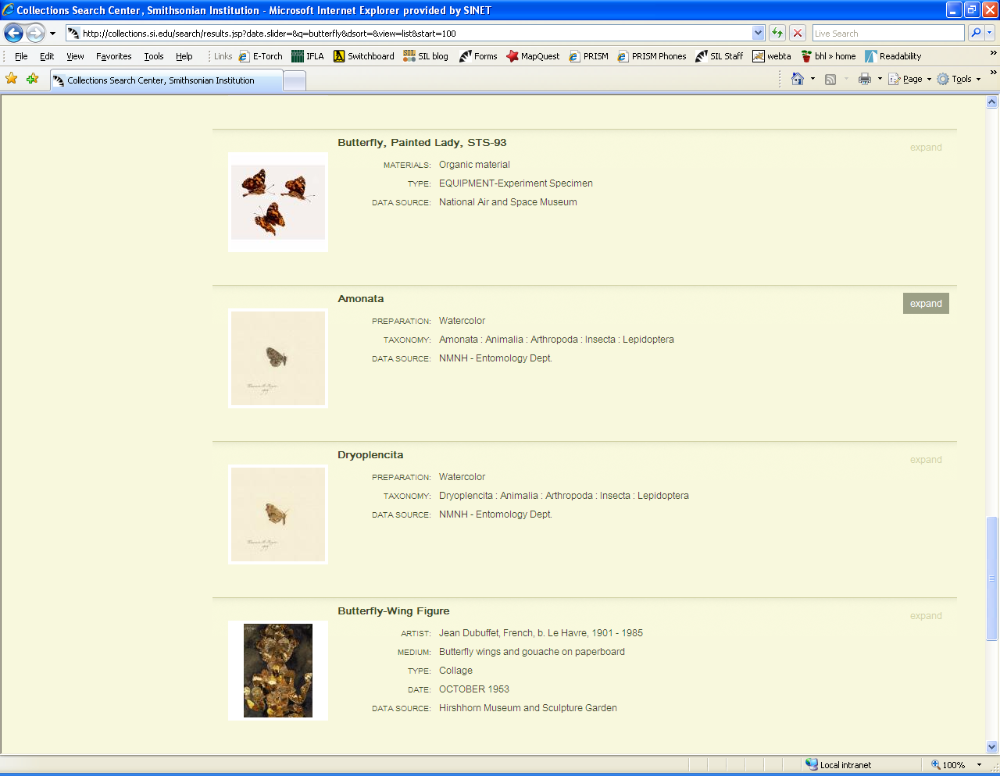 Collections Search Center, Smithsonian Institution - Microsoft Internet Explorer provided by SINET
http://collections.si.edu/search/results.jsp?date.slider=&q=butterfly&dsort=&view=list&start=100
Live Search
File Edit View Favorites Tools Help Links E-Torch IFLA Switchboard SIL blog Forms MapQuest PRISM PRISM Phones SIL Staff webta bhl » home Readability »
Collections Search Center, Smithsonian Institution Page Tools »
Butterfly, Painted Lady, STS-93
expand
MATERIALS: Organic material
TYPE: EQUIPMENT-Experiment Specimen
DATA SOURCE: National Air and Space Museum
Amonata
expand
PREPARATION: Watercolor
TAXONOMY: Amonata : Animalia : Arthropoda : Insecta : Lepidoptera
DATA SOURCE: NMNH - Entomology Dept.
Dryoplencita
expand
PREPARATION: Watercolor
TAXONOMY: Dryoplencita : Animalia : Arthropoda : Insecta : Lepidoptera
DATA SOURCE: NMNH - Entomology Dept.
Butterfly-Wing Figure
expand
ARTIST: Jean Dubuffet, French, b. Le Havre, 1901 - 1985
MEDIUM: Butterfly wings and gouache on paperboard
TYPE: Collage
DATE: OCTOBER 1953
DATA SOURCE: Hirshhorn Museum and Sculpture Garden
Local intranet 100%